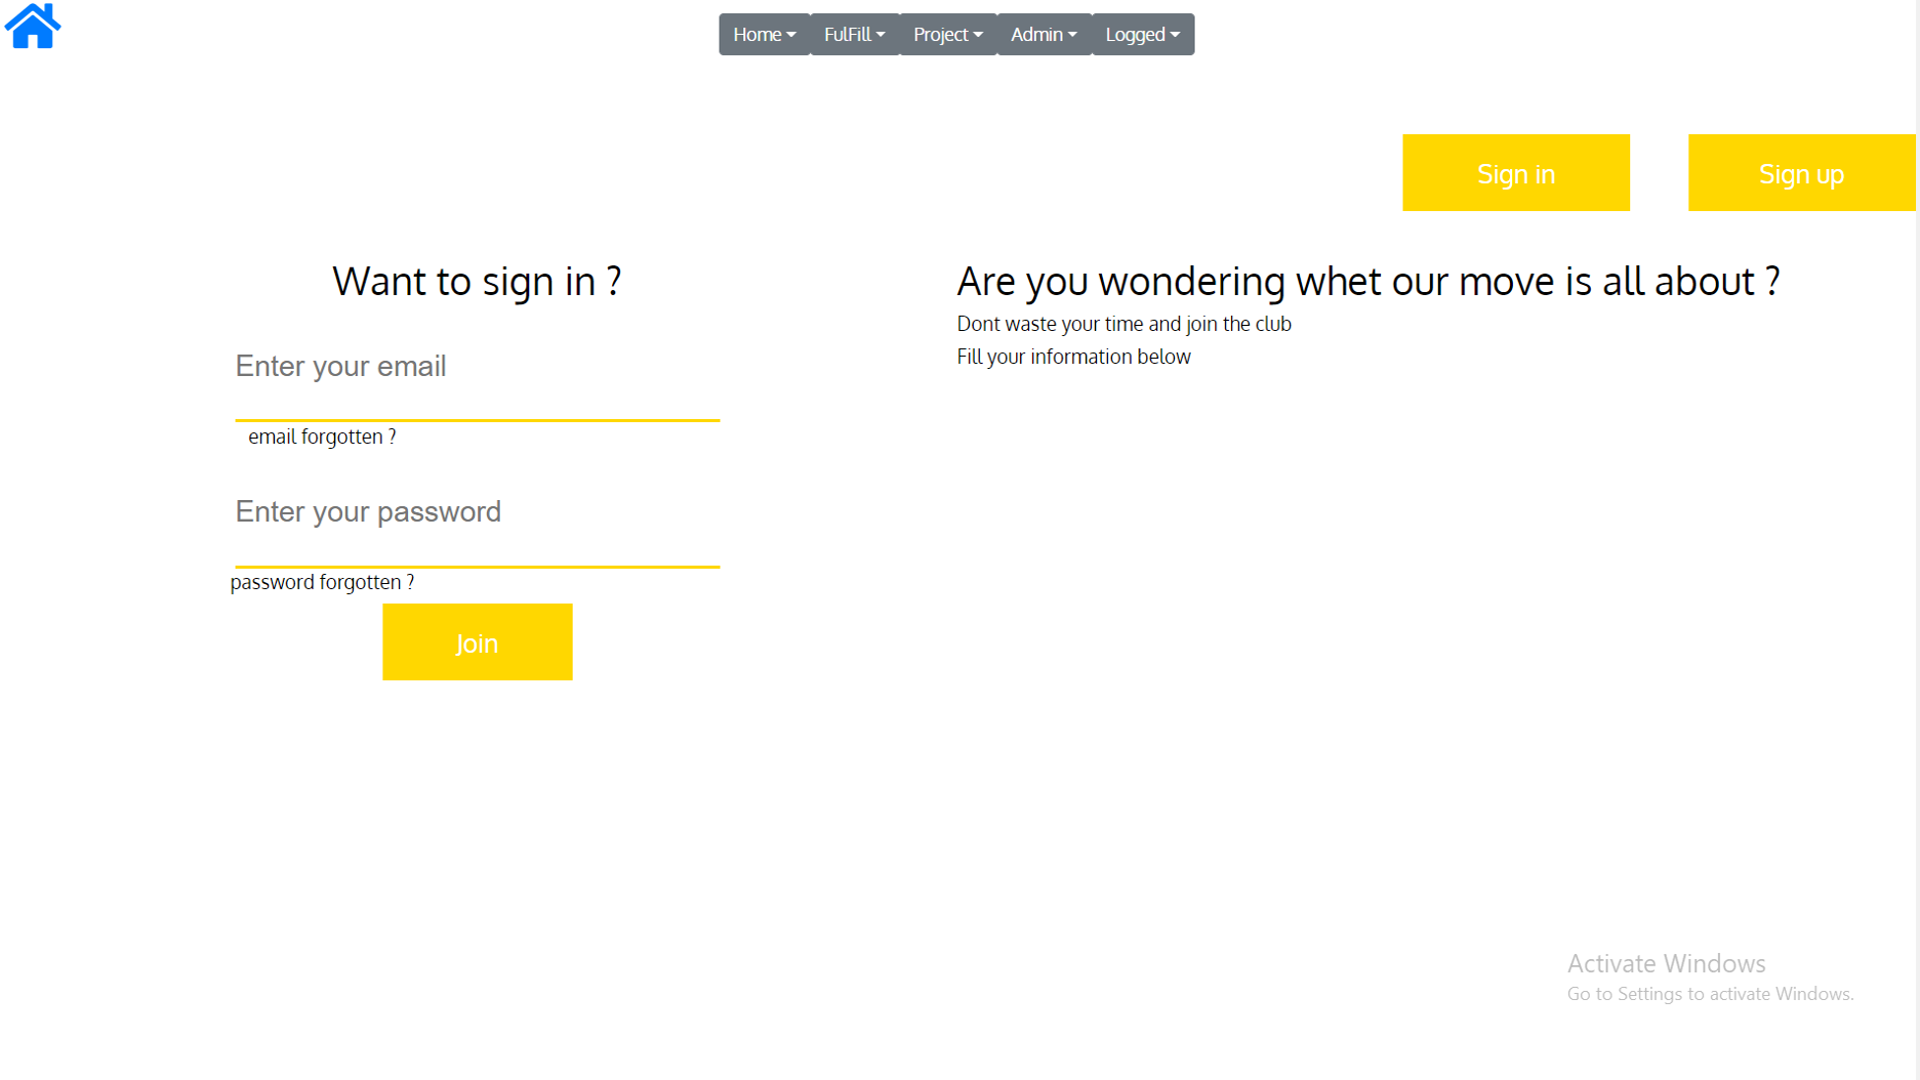 Home FulFill Project Admin Logged
Sign in Sign up
Want to sign in ?
Enter your email
email forgotten ?
Enter your password
password forgotten ?
Join
Are you wondering whet our move is all about ?
Dont waste your time and join the club
Fill your information below
Activate Windows
Go to Settings to activate Windows.